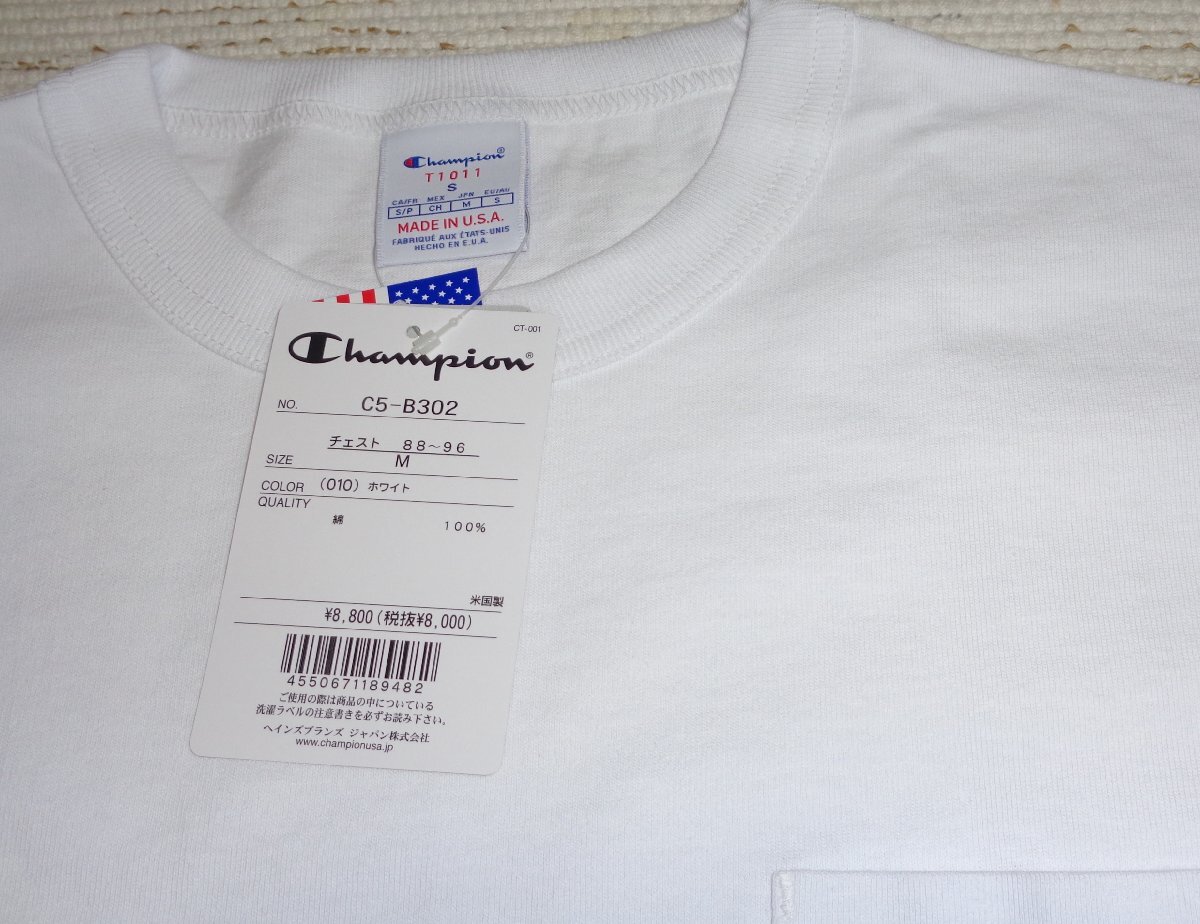 Champion®
T1011
S
CA/FR MEX JPN EU/AU
S/P CH M S
MADE IN U.S.A.
FABRIQUÉ AUX ÉTATS-UNIS
HECHO EN E.U.A.
CT-001
Champion®
NO. C5-B302
チェスト 88~96
SIZE M
COLOR (010) ホワイト
QUALITY
綿 100%
米国製
¥8,800(税抜¥8,000)
4550671189482
ご使用の際は商品の中についている
洗濯ラベルの注意書きを必ずお読み下さい。
ヘインズブランズ ジャパン株式会社
www.championusa.jp